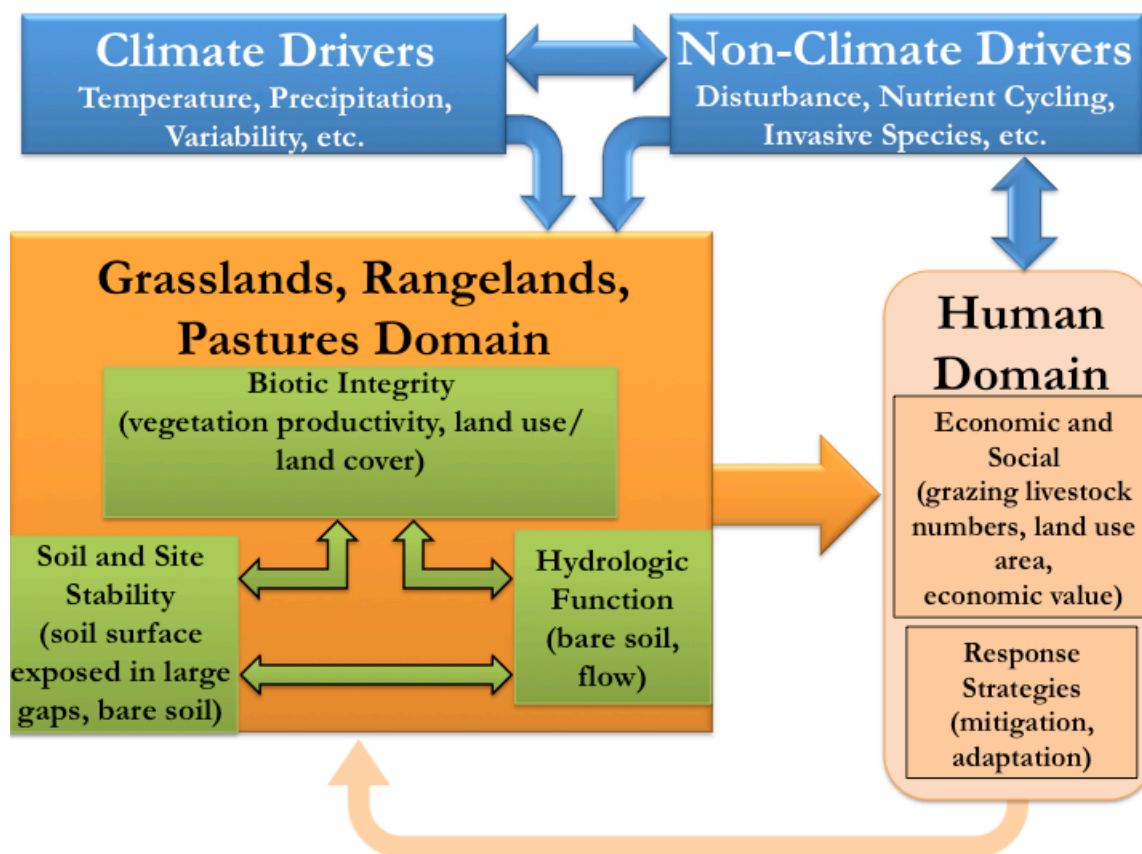 Climate Drivers
Temperature, Precipitation,
Variability, etc.
Non-Climate Drivers
Disturbance, Nutrient Cycling,
Invasive Species, etc.
Grasslands, Rangelands,
Pastures Domain
Biotic Integrity
(vegetation productivity, land use/
land cover)
Soil and Site
Stability
(soil surface
exposed in large
gaps, bare soil)
Hydrologic
Function
(bare soil,
flow)
Human
Domain
Economic and
Social
(grazing livestock
numbers, land use
area,
economic value)
Response
Strategies
(mitigation,
adaptation)